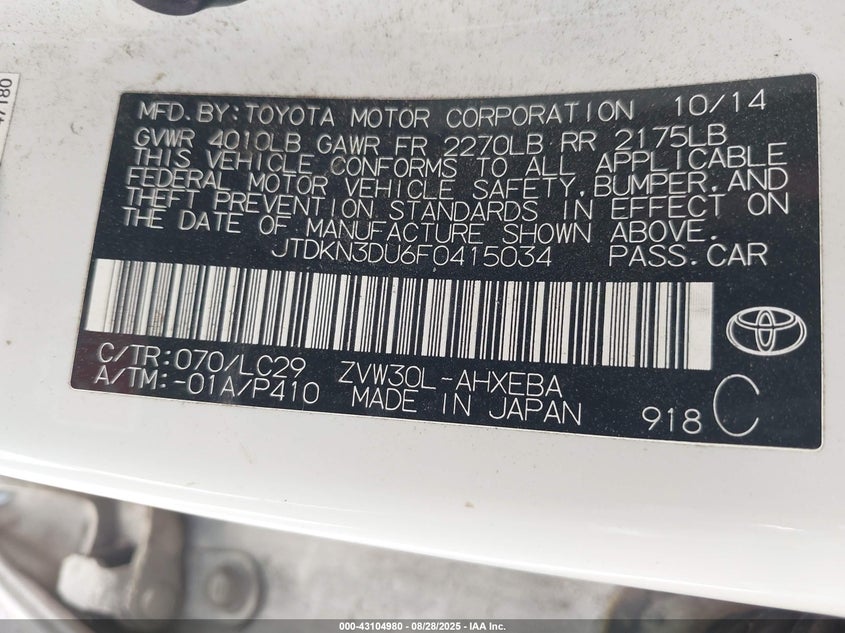 MFD.BY:TOYOTA MOTOR CORPORATION 10/14
GVWR 4010LB GAWR FR 2270LB RR 2175LB
THIS VEHICLE CONFORMS TO ALL APPLICABLE
FEDERAL MOTOR VEHICLE SAFETY,BUMPER,AND
THEFT PREVENTION STANDARDS IN EFFECT ON
THE DATE OF MANUFACTURE SHOWN ABOVE.
JTDKN3DU6F0415034 PASS.CAR
C/TR:070/LC29 ZVW30L-AHXEBA
A/TM:-01A/P410 MADE IN JAPAN 918 C
000-43104980 - 08/28/2025 - IAA Inc.